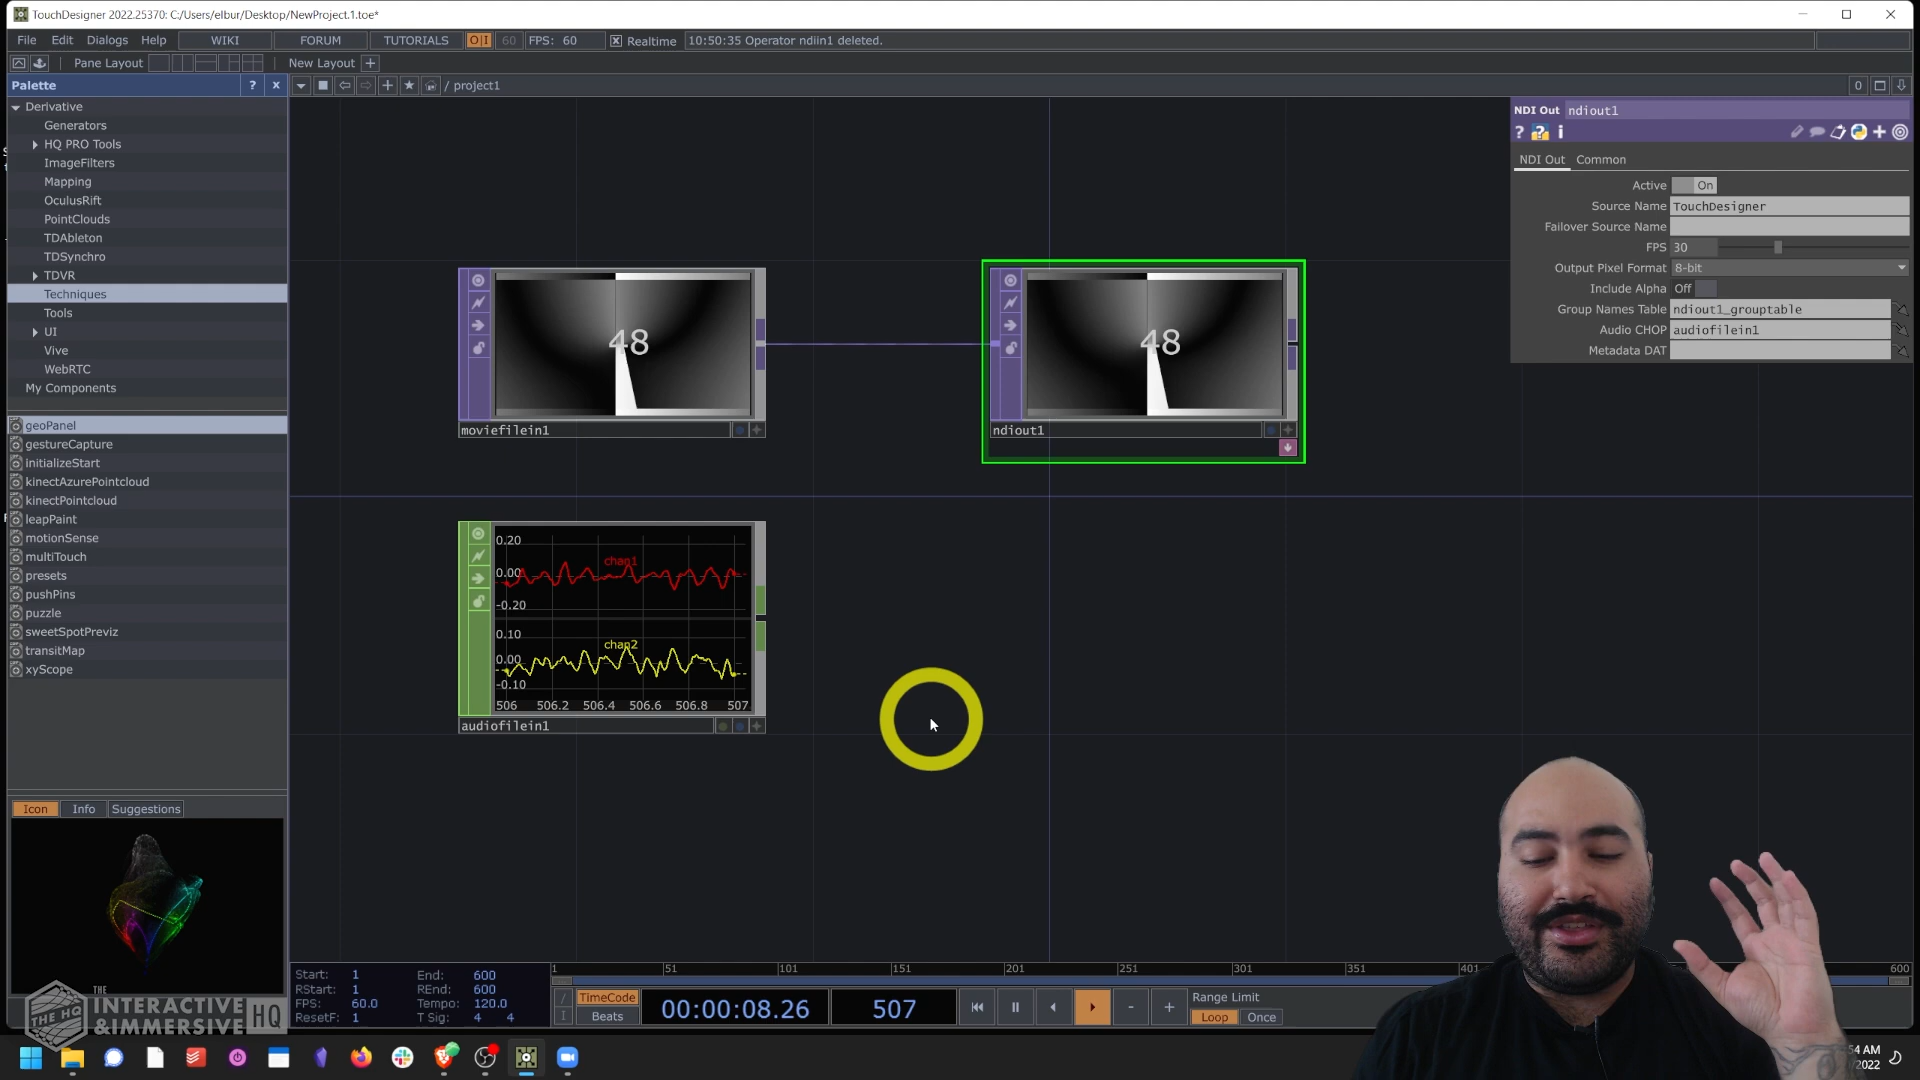 TouchDesigner 2022.25370: C:/Users/elbur/Desktop/NewProject.1.toe*
File Edit Dialogs Help WIKI FORUM TUTORIALS O|I 60 FPS: 60 Realtime 10:50:35 Operator ndiin1 deleted.
Pane Layout New Layout +
Palette ? x
/ project1
0
Derivative
Generators
HQ PRO Tools
ImageFilters
Mapping
OculusRift
PointClouds
TDAbleton
TDSynchro
TDVR
Techniques
Tools
UI
Vive
WebRTC
My Components
geoPanel
gestureCapture
initializeStart
kinectAzurePointcloud
kinectPointcloud
leapPaint
motionSense
multiTouch
presets
pushPins
puzzle
sweetSpotPreviz
transitMap
xyScope
Icon Info Suggestions
48
moviefilein1
48
ndiout1
0.20
chan1
0.00
-0.20
0.10
chan2
0.00
-0.10
506 506.2 506.4 506.6 506.8 507
audiofilein1
NDI Out ndiout1
NDI Out Common
Active On
Source Name TouchDesigner
Failover Source Name
FPS 30
Output Pixel Format 8-bit
Include Alpha Off
Group Names Table ndiout1_grouptable
Audio CHOP audiofilein1
Metadata DAT
1 51 101 151 201 251 301 351 401 600
Start: 1 End: 600
RStart: 1 REnd: 600
FPS: 60.0 Tempo: 120.0
ResetF: 1 T Sig: 4 4
TimeCode
Beats
00:00:08.26
507
- +
Range Limit
Loop Once
THE HQ
THE
INTERACTIVE
&IMMERSIVE HQ
54 AM
/2022